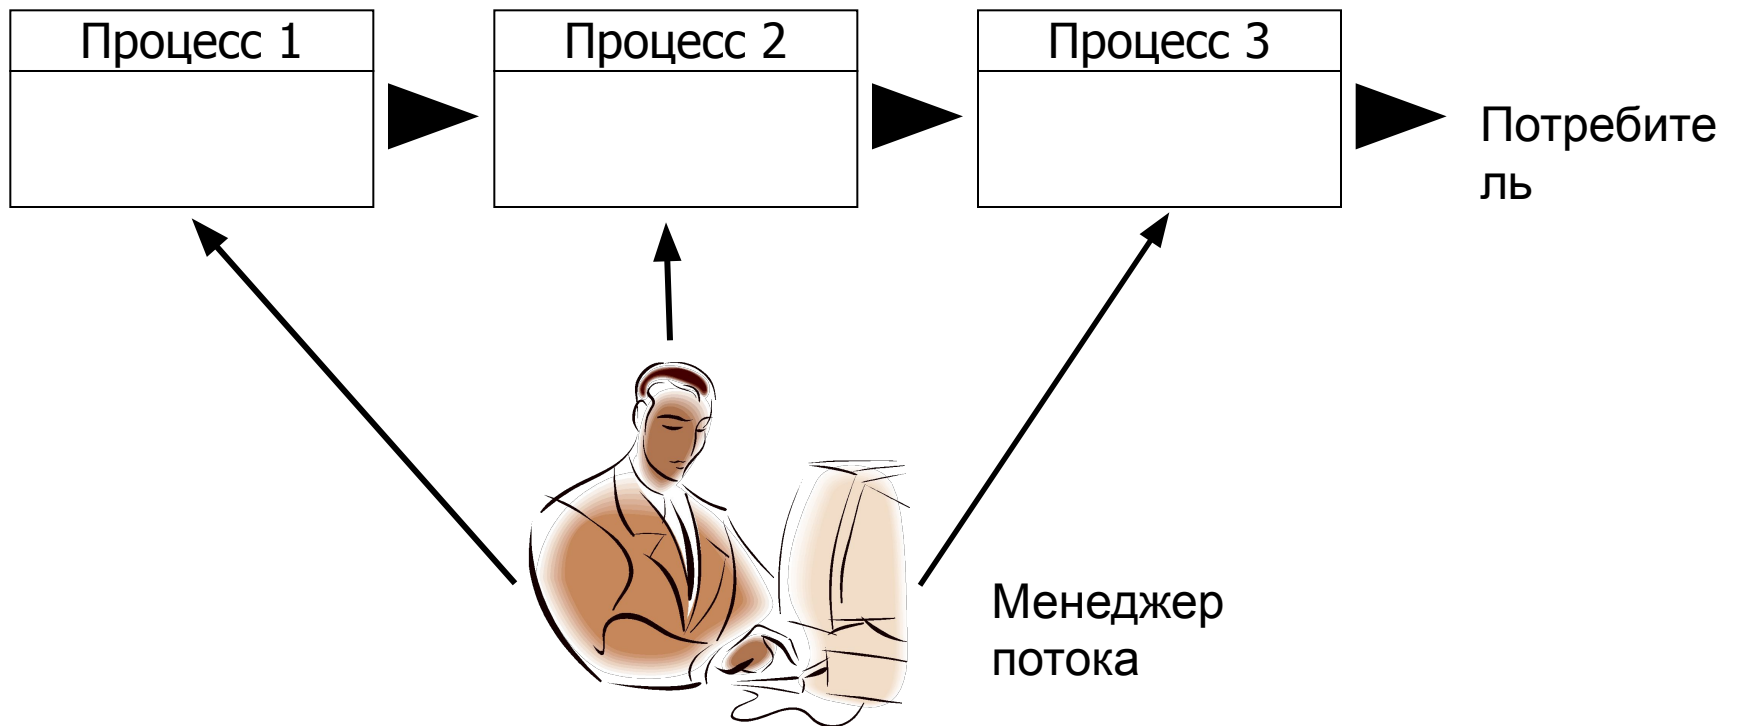 Процесс 1
Процесс 2
Процесс 3
Потребите
ль
Менеджер
потока